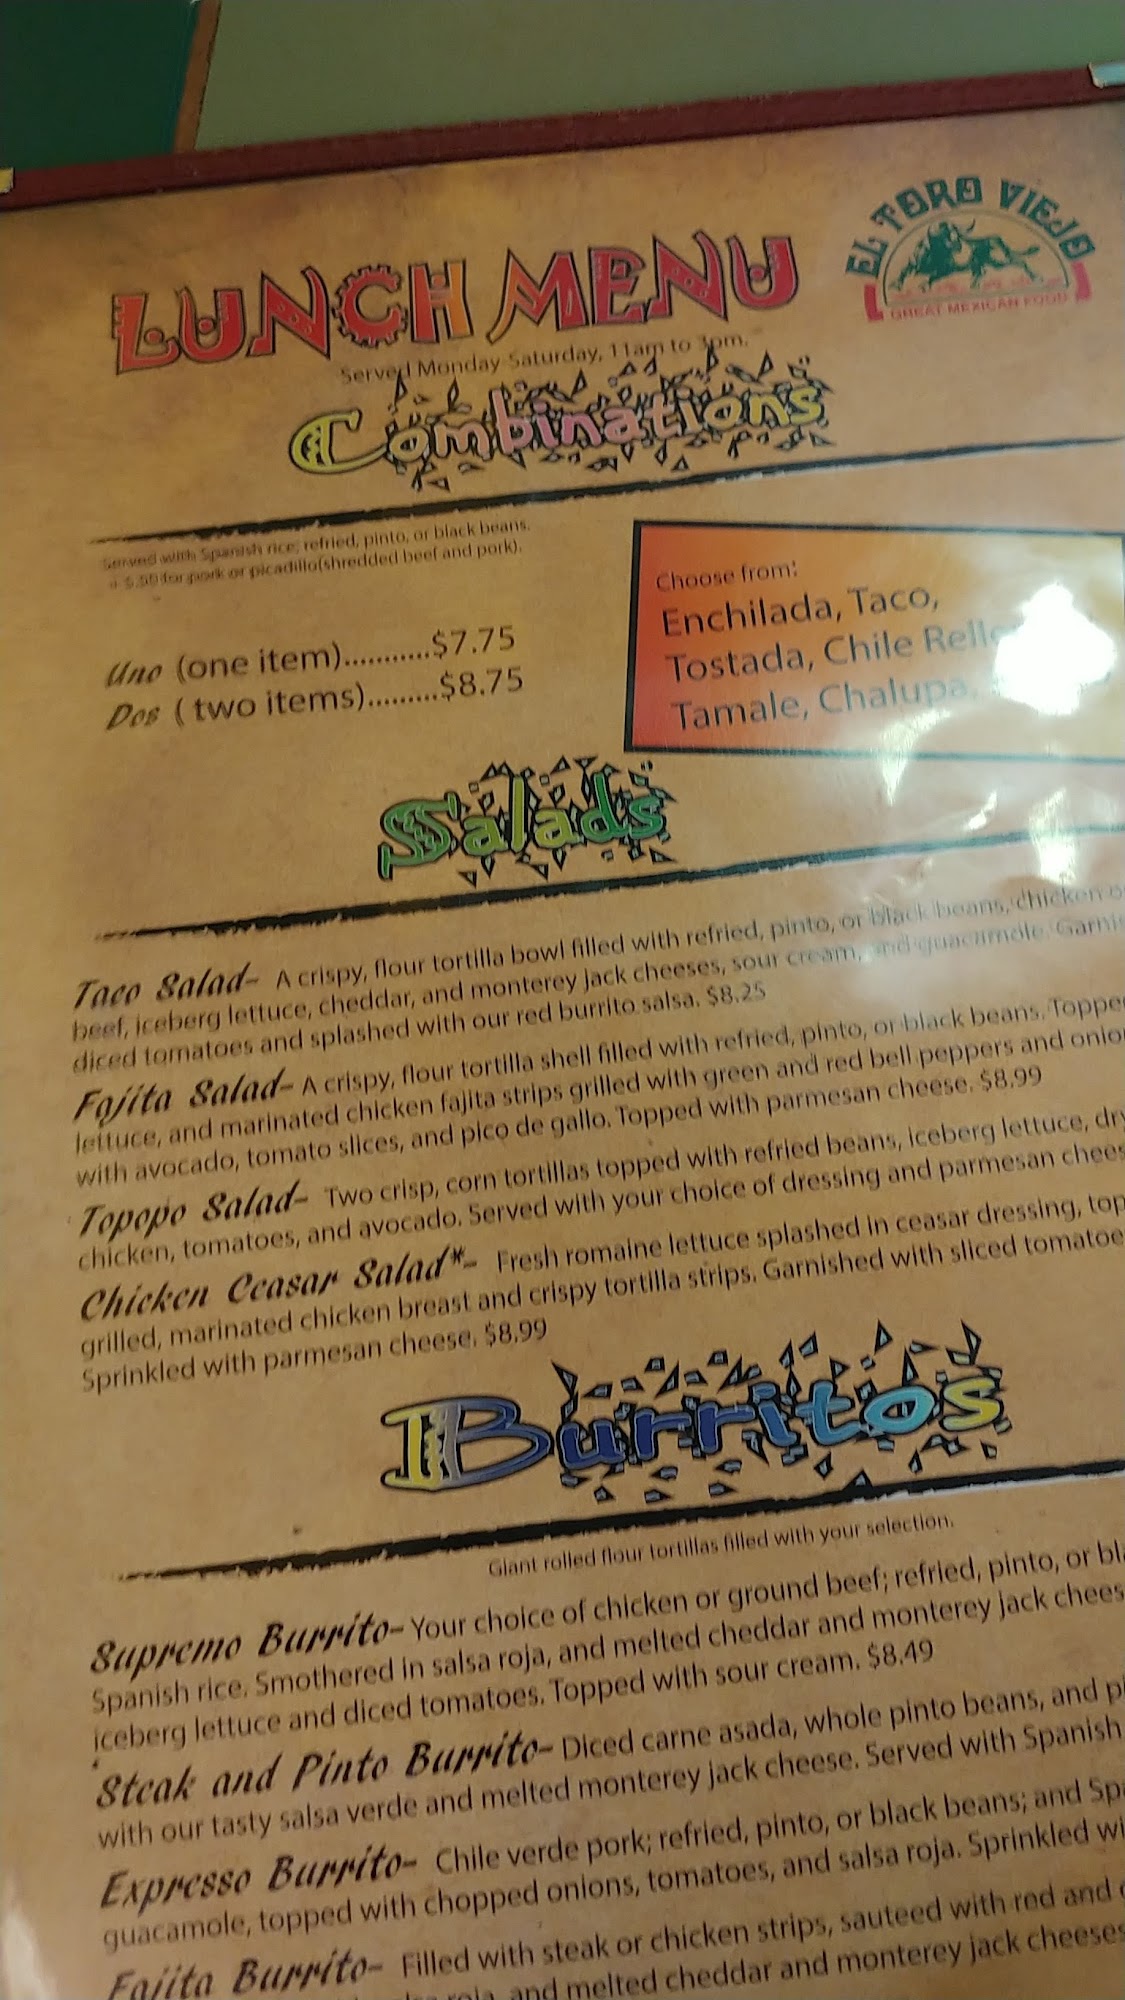 EL TORO VIEJO
GREAT MEXICAN FOOD
LUNCH MENU
Served Monday-Saturday, 11am to 3pm.
Combinations
Served with Spanish rice; refried, pinto, or black beans.
+ $.50 for pork or picadillo(shredded beef and pork).
Uno (one item)...........$7.75
Dos ( two items).........$8.75
Choose from:
Enchilada, Taco,
Tostada, Chile
Tamale, Chalupa,
Salads
Taco Salad- A crispy, flour tortilla bowl filled with refried, pinto, or black beans, chicken
beef, iceberg lettuce, cheddar, and monterey jack cheeses, sour cream, and guacamole.
diced tomatoes and splashed with our red burrito salsa. $8.25
Fajita Salad- A crispy, flour tortilla shell filled with refried, pinto, or black beans.
lettuce, and marinated chicken fajita strips grilled with green and red bell peppers and
with avocado, tomato slices, and pico de gallo. Topped with parmesan cheese. $8.99
Topopo Salad- Two crisp, corn tortillas topped with refried beans, iceberg lettuce,
chicken, tomatoes, and avocado. Served with your choice of dressing and parmesan
Chicken Ceasar Salad*- Fresh romaine lettuce splashed in ceasar dressing,
grilled, marinated chicken breast and crispy tortilla strips. Garnished with sliced
Sprinkled with parmesan cheese. $8.99
Burritos
Giant rolled flour tortillas filled with your selection.
Supremo Burrito- Your choice of chicken or ground beef; refried, pinto, or
Spanish rice. Smothered in salsa roja, and melted cheddar and monterey jack
iceberg lettuce and diced tomatoes. Topped with sour cream. $8.49
Steak and Pinto Burrito- Diced carne asada, whole pinto beans, and
with our tasty salsa verde and melted monterey jack cheese. Served with Spanish
Expresso Burrito- Chile verde pork; refried, pinto, or black beans; and
guacamole, topped with chopped onions, tomatoes, and salsa roja. Sprinkled
Fajita Burrito- Filled with steak or chicken strips, sauteed with red and
roja, and melted cheddar and monterey jack cheeses